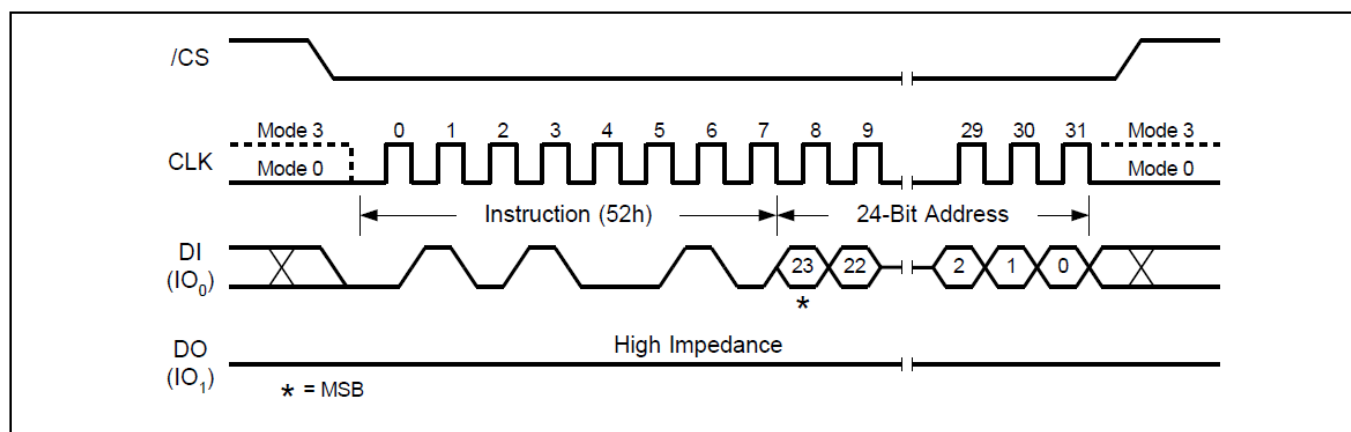 /CS
Mode 3 0 1 2 3 4 5 6 7 8 9 29 30 31 Mode 3
CLK Mode 0 Mode 0
Instruction (52h) 24-Bit Address
DI
(IO0) 23 22 2 1 0
*
High Impedance
DO
(IO1)
* = MSB